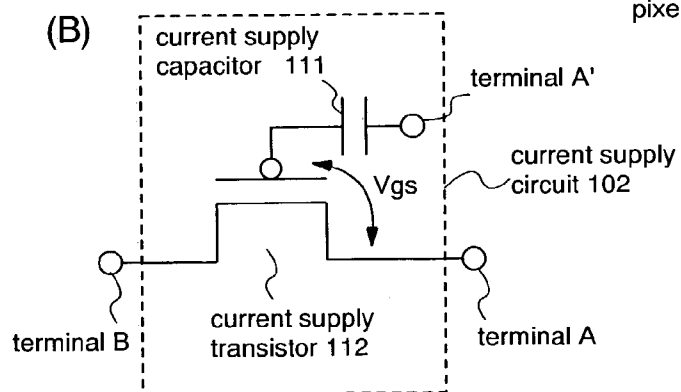 pixe
(B)
current supply
capacitor 111
terminal A'
Vgs
current supply
circuit 102
terminal B
current supply
transistor 112
terminal A